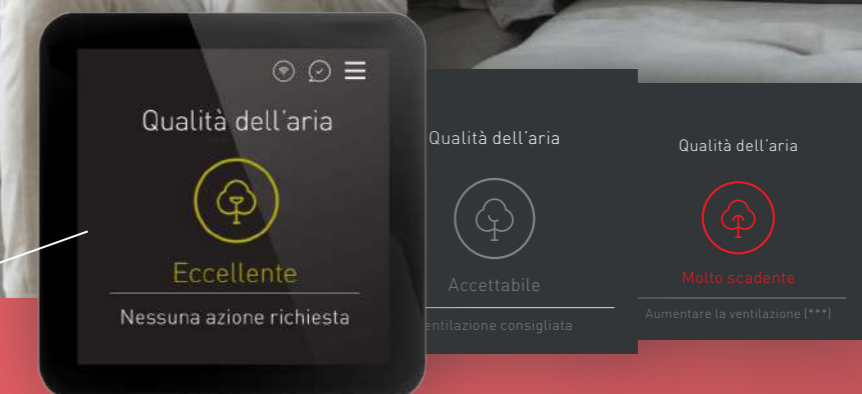 Qualità dell'aria
Eccellente
Nessuna azione richiesta
Qualità dell'aria
Accettabile
consigliata
Qualità dell'aria
Molto scadente
Aumentare la ventilazione (***)